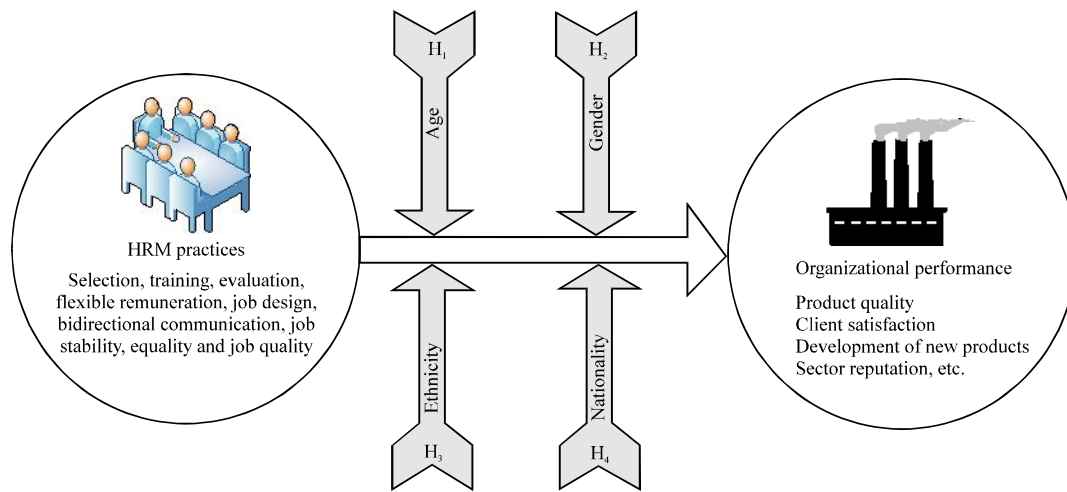 H₁
Age
H₂
Gender
HRM practices
Selection, training, evaluation,
flexible remuneration, job design,
bidirectional communication, job
stability, equality and job quality
Organizational performance
Product quality
Client satisfaction
Development of new products
Sector reputation, etc.
Ethnicity
H₃
Nationality
H₄